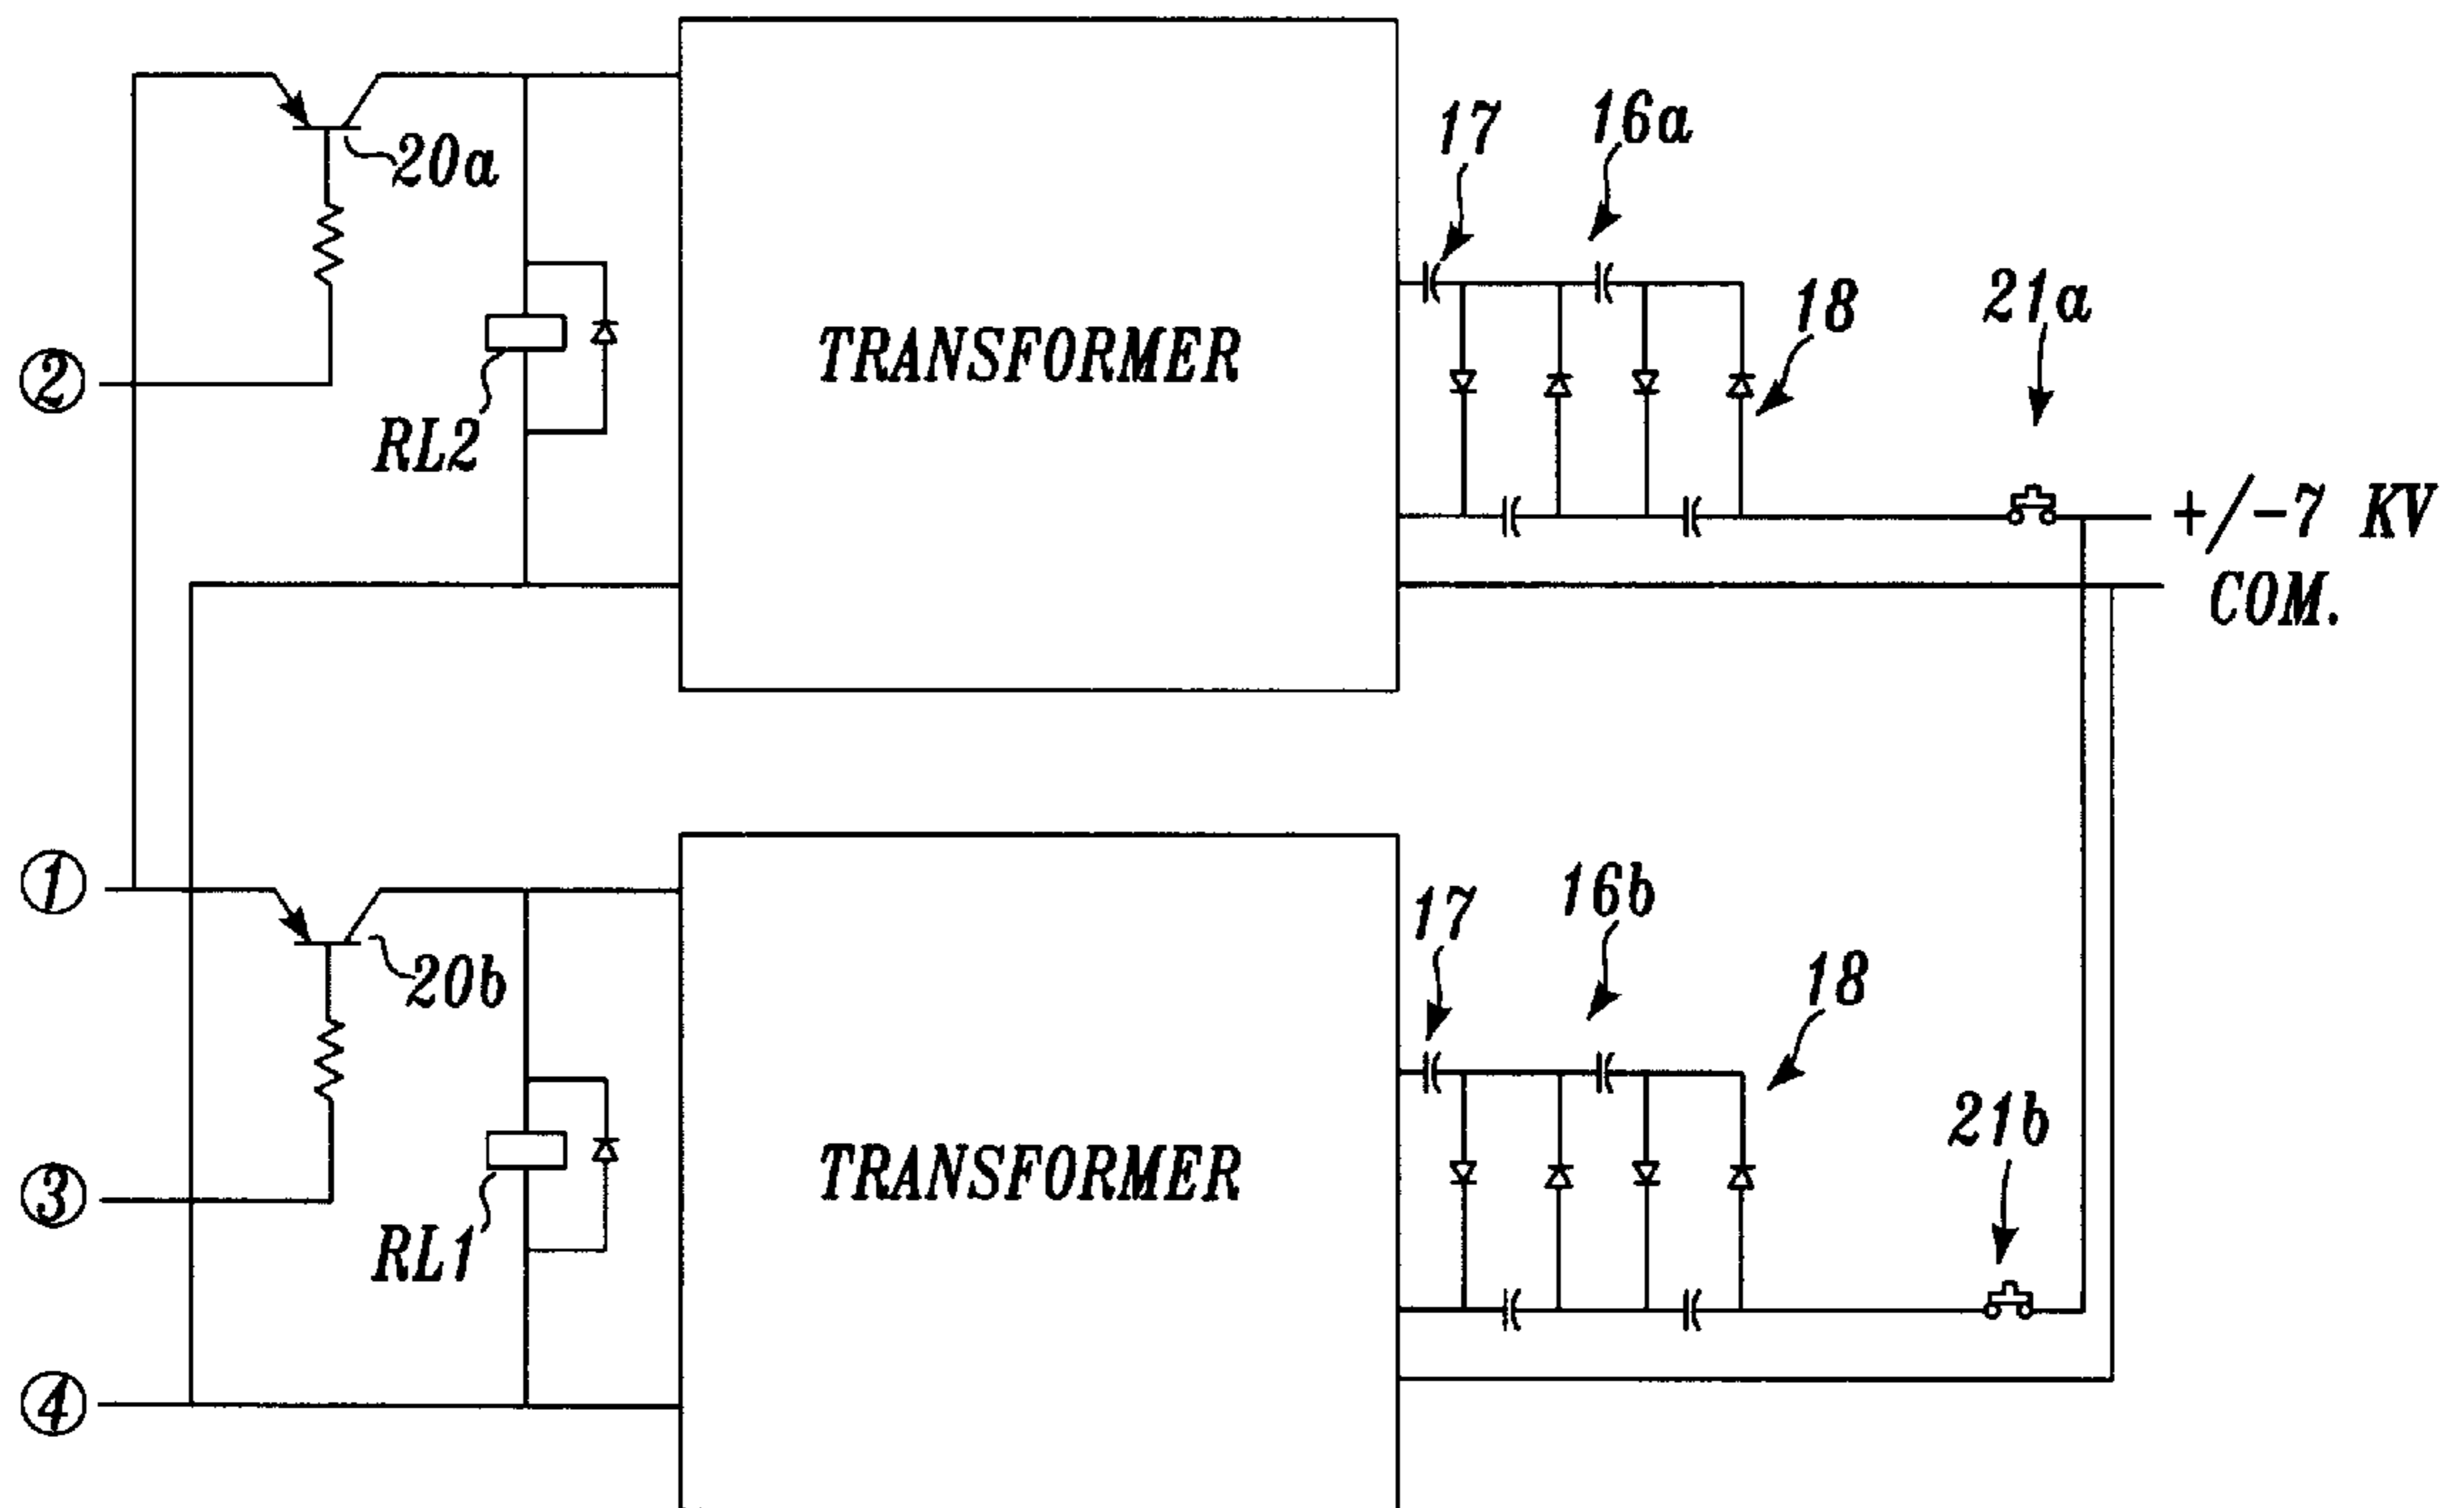 17
16a
20a
18
21a
TRANSFORMER
2
RL2
+/-7 KV
COM.
1
17
16b
20b
18
21b
TRANSFORMER
3
RL1
4